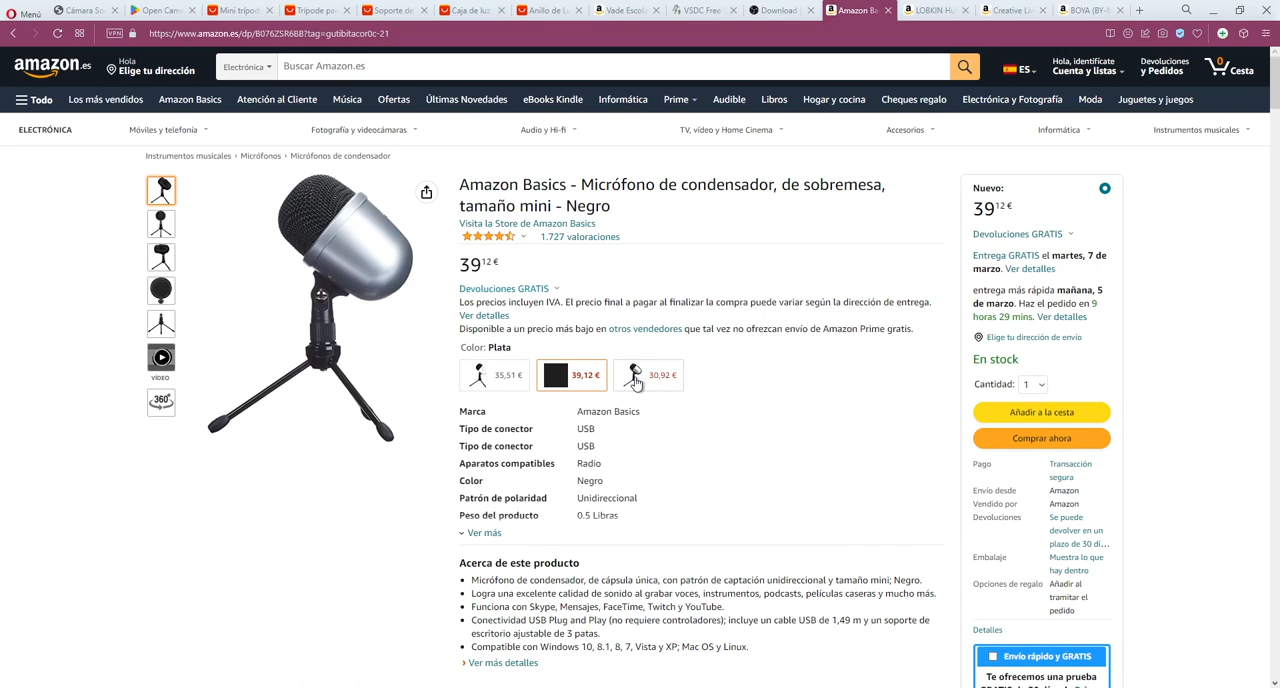 Menú
Cámara So
Open Came
Mini trípod
Trípode pa
Soporte de
Caja de luz
Anillo de L
Vade Escola
VSDC Free
Download |
Amazon Ba
LOBKIN Hu
Creative Liv
BOYA (BY-M
VPN
https://www.amazon.es/dp/B076ZSR6BB?tag=gutibitacor0c-21
amazon.es
Hola
Elige tu dirección
Electrónica
Buscar Amazon.es
ES
Hola, identifícate
Cuenta y listas
Devoluciones
y Pedidos
0
Cesta
Todo
Los más vendidos
Amazon Basics
Atención al Cliente
Música
Ofertas
Últimas Novedades
eBooks Kindle
Informática
Prime
Audible
Libros
Hogar y cocina
Cheques regalo
Electrónica y Fotografía
Moda
Juguetes y juegos
ELECTRÓNICA
Móviles y telefonía
Fotografía y videocámaras
Audio y Hi-fi
TV, vídeo y Home Cinema
Accesorios
Informática
Instrumentos musicales
Instrumentos musicales › Micrófonos › Micrófonos de condensador
VÍDEO
360°
Amazon Basics - Micrófono de condensador, de sobremesa,
tamaño mini - Negro
Visita la Store de Amazon Basics
1.727 valoraciones
39 12 €
Devoluciones GRATIS
Los precios incluyen IVA. El precio final a pagar al finalizar la compra puede variar según la dirección de entrega.
Ver detalles
Disponible a un precio más bajo en otros vendedores que tal vez no ofrezcan envío de Amazon Prime gratis.
Color: Plata
35,51 €
39,12 €
30,92 €
Marca Amazon Basics
Tipo de conector USB
Tipo de conector USB
Aparatos compatibles Radio
Color Negro
Patrón de polaridad Unidireccional
Peso del producto 0.5 Libras
Ver más
Acerca de este producto
• Micrófono de condensador, de cápsula única, con patrón de captación unidireccional y tamaño mini; Negro.
• Logra una excelente calidad de sonido al grabar voces, instrumentos, podcasts, películas caseras y mucho más.
• Funciona con Skype, Mensajes, FaceTime, Twitch y YouTube.
• Conectividad USB Plug and Play (no requiere controladores); incluye un cable USB de 1,49 m y un soporte de
escritorio ajustable de 3 patas.
• Compatible con Windows 10, 8.1, 8, 7, Vista y XP; Mac OS y Linux.
› Ver más detalles
Nuevo:
39 12 €
Devoluciones GRATIS
Entrega GRATIS el martes, 7 de
marzo. Ver detalles
entrega más rápida mañana, 5
de marzo. Haz el pedido en 9
horas 29 mins. Ver detalles
Elige tu dirección de envío
En stock
Cantidad: 1
Añadir a la cesta
Comprar ahora
Pago Transacción
segura
Envío desde Amazon
Vendido por Amazon
Devoluciones Se puede
devolver en un
plazo de 30 dí...
Embalaje Muestra lo que
hay dentro
Opciones de regalo Añadir al
tramitar el
pedido
Detalles
Envío rápido y GRATIS
Te ofrecemos una prueba